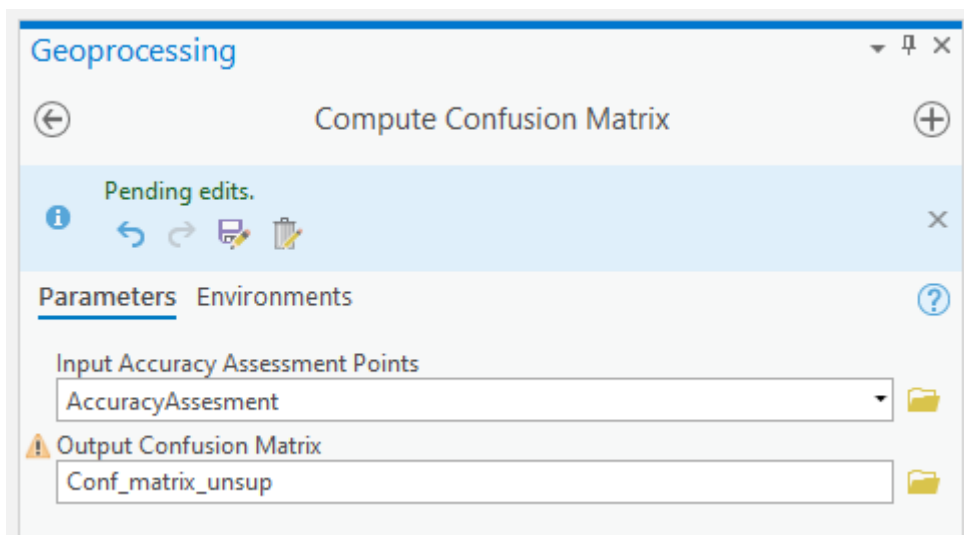 Geoprocessing
Compute Confusion Matrix
Pending edits.
Parameters Environments
Input Accuracy Assessment Points
AccuracyAssesment
Output Confusion Matrix
Conf_matrix_unsup